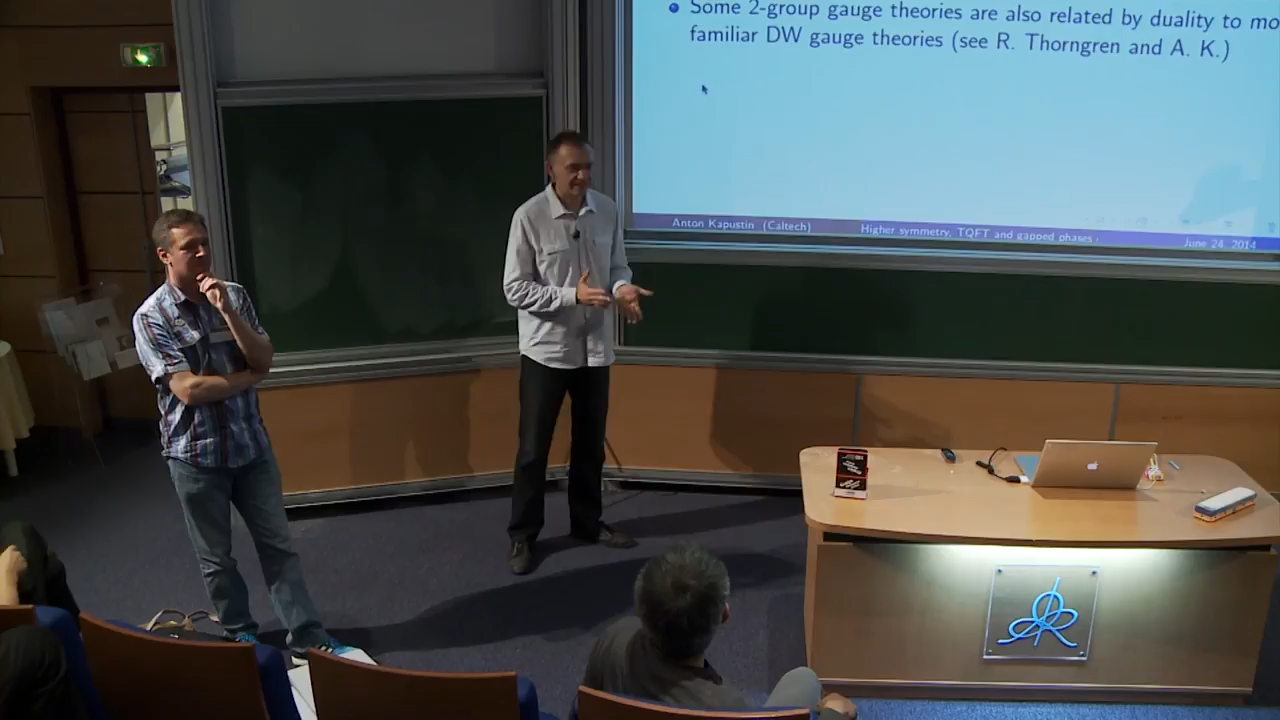 Some 2-group gauge theories are also related by duality to mo
familiar DW gauge theories (see R. Thorngren and A. K.)
Anton Kapustin (Caltech)
Higher symmetry, TQFT and gapped phases
June 24, 2014